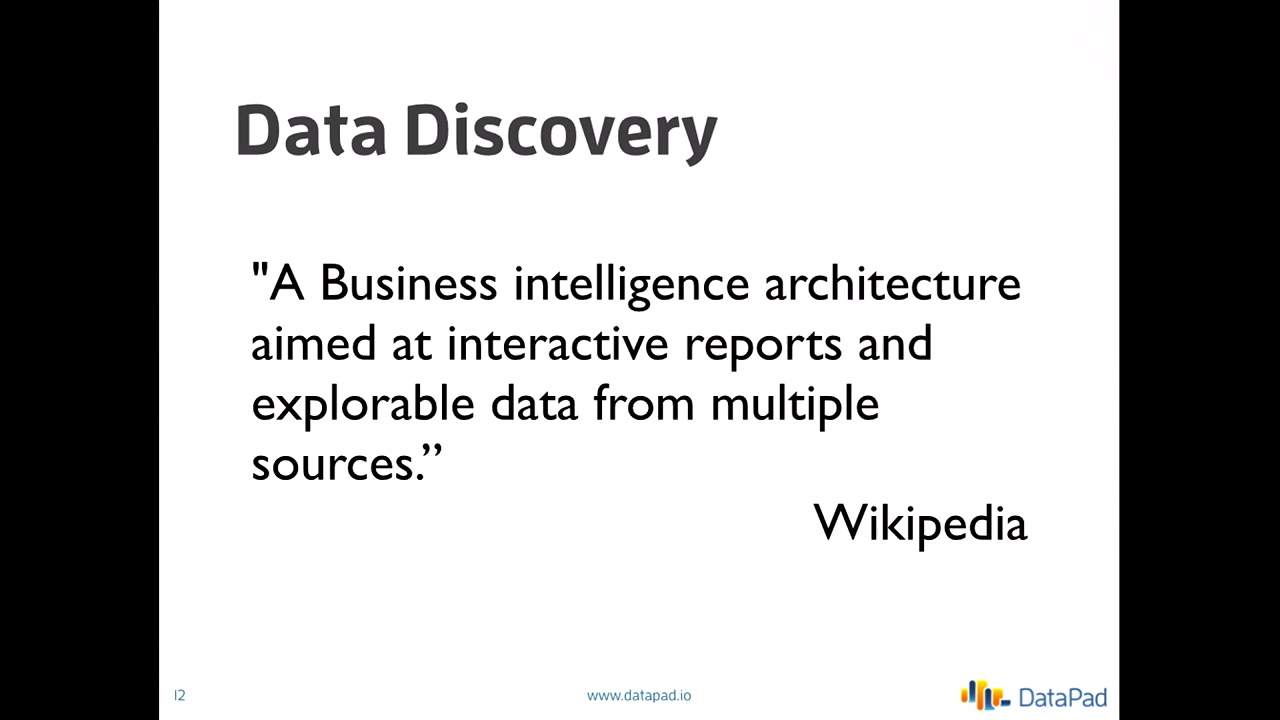 Data Discovery
"A Business intelligence architecture
aimed at interactive reports and
explorable data from multiple
sources.”
Wikipedia
12
www.datapad.io
DataPad